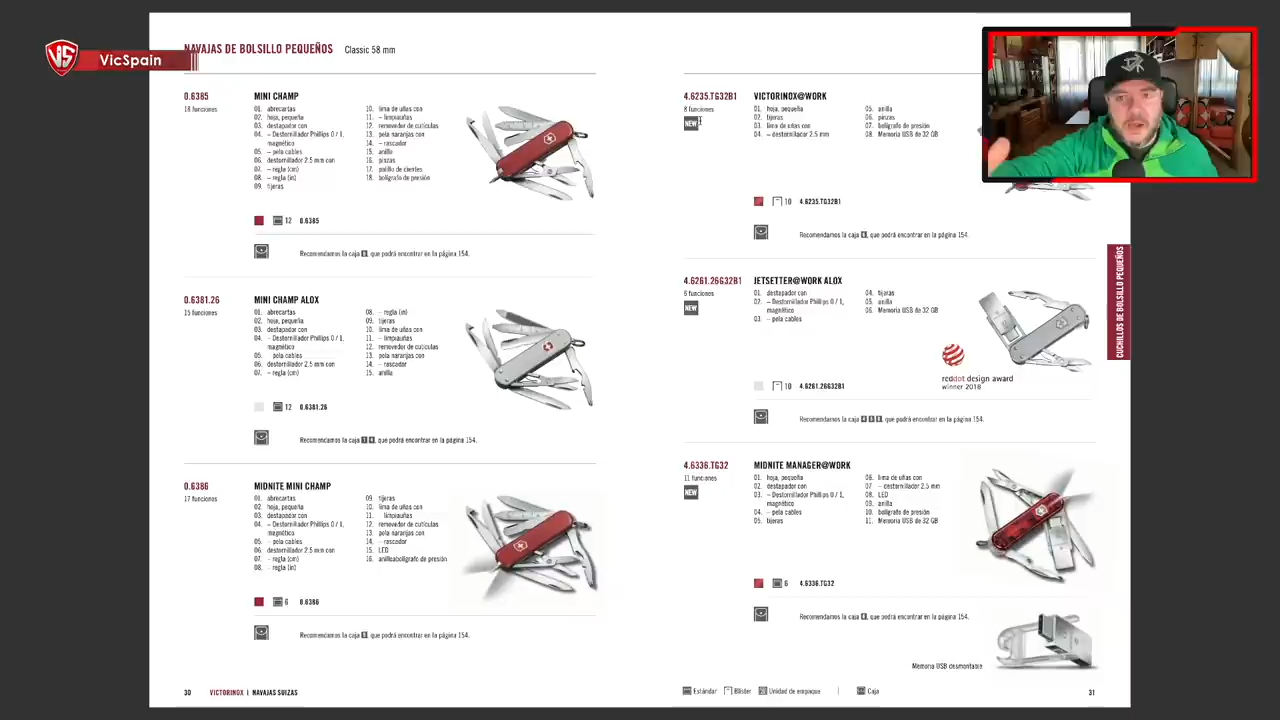 VS VicSpain
NAVAJAS DE BOLSILLO PEQUEÑOS Classic 58 mm
0.6385
18 funciones
MINI CHAMP
01. abrecartas
02. hoja, pequeña
03. destapador con
04. – Destornillador Phillips 0 / 1,
magnético
05. – pela cables
06. destornillador 2.5 mm con
07. – regla (cm)
08. – regla (in)
09. tijeras
10. lima de uñas con
11. – limpiauñas
12. removedor de cutículas
13. pela naranjas con
14. – rascador
15. anilla
16. pinzas
17. palillo de dientes
18. bolígrafo de presión
12 0.6385
Recomendamos la caja, que podrá encontrar en la página 154.
0.6381.26
15 funciones
MINI CHAMP ALOX
01. abrecartas
02. hoja, pequeña
03. destapador con
04. – Destornillador Phillips 0 / 1,
magnético
05. pela cables
06. destornillador 2.5 mm con
07. – regla (cm)
08. – regla (in)
09. tijeras
10. lima de uñas con
11. – limpiauñas
12. removedor de cutículas
13. pela naranjas con
14. – rascador
15. anilla
12 0.6381.26
Recomendamos la caja, que podrá encontrar en la página 154.
0.6386
17 funciones
MIDNITE MINI CHAMP
01. abrecartas
02. hoja, pequeña
03. destapador con
04. – Destornillador Phillips 0 / 1,
magnético
05. – pela cables
06. destornillador 2.5 mm con
07. – regla (cm)
08. – regla (in)
09. tijeras
10. lima de uñas con
11. limpiauñas
12. removedor de cutículas
13. pela naranjas con
14. – rascador
15. LED
16. anillaabolígrafo de presión
6 0.6386
Recomendamos la caja, que podrá encontrar en la página 154.
30 VICTORINOX | NAVAJAS SUIZAS
4.6235.TG32B1
8 funciones
NEW
VICTORINOX@WORK
01. hoja, pequeña
02. tijeras
03. lima de uñas con
04. – destornillador 2.5 mm
05. anilla
06. pinzas
07. bolígrafo de presión
08. Memoria USB de 32 GB
10 4.6235.TG32B1
Recomendamos la caja, que podrá encontrar en la página 154.
4.6261.26G32B1
6 funciones
NEW
JETSETTER@WORK ALOX
01. destapador con
02. – Destornillador Phillips 0 / 1,
magnético
03. – pela cables
04. tijeras
05. anilla
06. Memoria USB de 32 GB
reddot design award
winner 2018
10 4.6261.26G32B1
Recomendamos la caja, que podrá encontrar en la página 154.
4.6336.TG32
11 funciones
NEW
MIDNITE MANAGER@WORK
01. hoja, pequeña
02. destapador con
03. – Destornillador Phillips 0 / 1,
magnético
04. – pela cables
05. tijeras
06. lima de uñas con
07 – destornillador 2.5 mm
08. LED
09. anilla
10. bolígrafo de presión
11. Memoria USB de 32 GB
6 4.6336.TG32
Recomendamos la caja, que podrá encontrar en la página 154.
Memoria USB desmontable
Estándar Blíster Unidad de empaque | Caja
31
CUCHILLOS DE BOLSILLO PEQUEÑOS